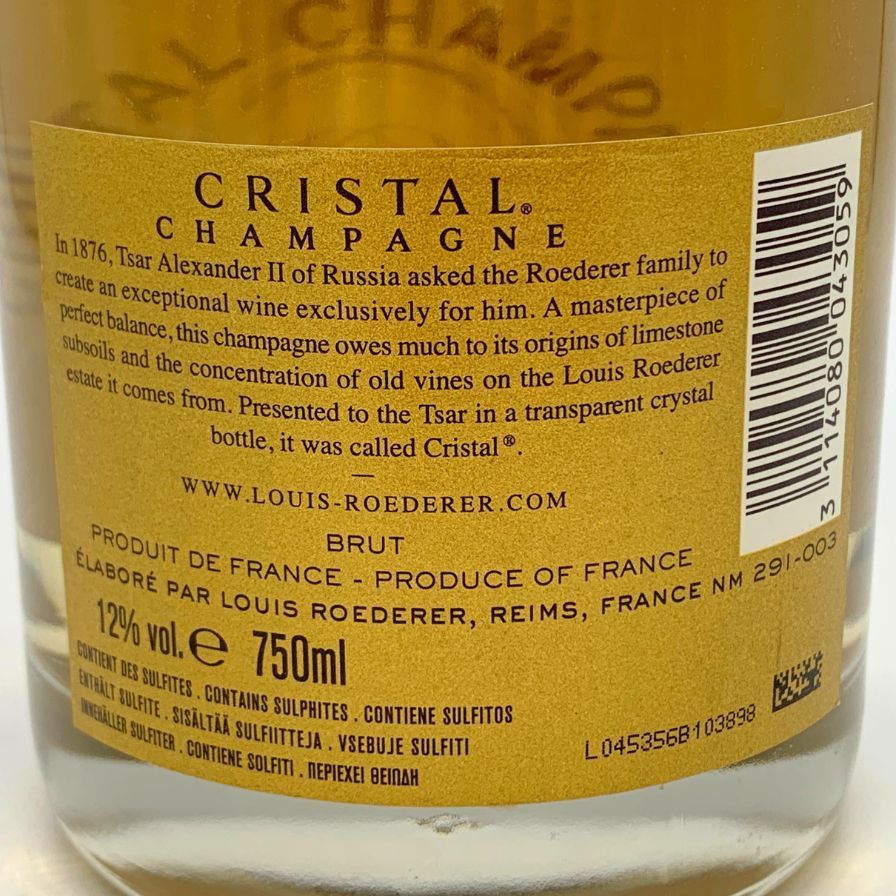 CRISTAL®
CHAMPAGNE
In 1876, Tsar Alexander II of Russia asked the Roederer family to
create an exceptional wine exclusively for him. A masterpiece of
perfect balance, this champagne owes much to its origins of limestone
subsoils and the concentration of old vines on the Louis Roederer
estate it comes from. Presented to the Tsar in a transparent crystal
bottle, it was called Cristal®.
WWW.LOUIS-ROEDERER.COM
BRUT
PRODUIT DE FRANCE - PRODUCE OF FRANCE
ÉLABORÉ PAR LOUIS ROEDERER, REIMS, FRANCE NM 291-003
12% vol. ℮ 750ml
CONTIENT DES SULFITES . CONTAINS SULPHITES . CONTIENE SULFITOS
ENTHÄLT SULFITE . SISÄLTÄÄ SULFIITTEJA . VSEBUJE SULFITI
INNEHÅLLER SULFITER . CONTIENE SOLFITI . ΠΕΡΙΕΧΕΙ ΘΕΙΩΔΗ
L045356B103898
3 114080 043059